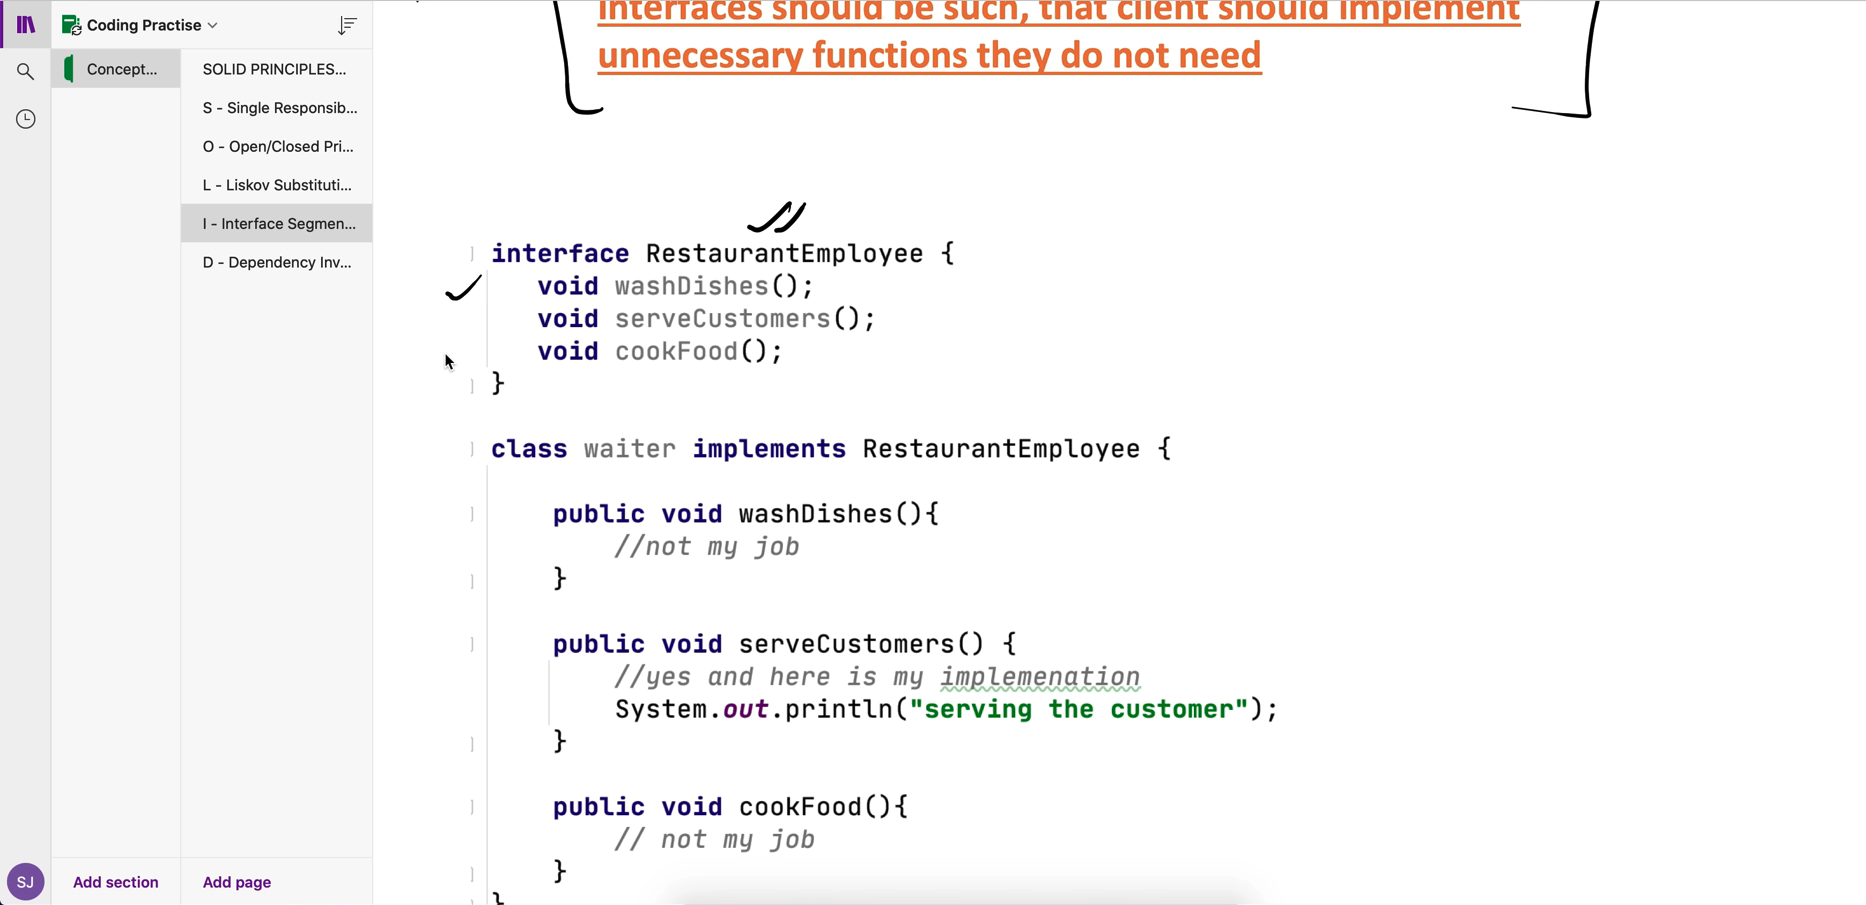 Coding Practise
Concept...
SOLID PRINCIPLES...
S - Single Responsib...
O - Open/Closed Pri...
L - Liskov Substituti...
I - Interface Segmen...
D - Dependency Inv...
Add section
Add page
SJ
Interfaces should be such, that client should implement
unnecessary functions they do not need
interface RestaurantEmployee {
void washDishes();
void serveCustomers();
void cookFood();
}
class waiter implements RestaurantEmployee {
public void washDishes(){
//not my job
}
public void serveCustomers() {
//yes and here is my implemenation
System.out.println("serving the customer");
}
public void cookFood(){
// not my job
}
}